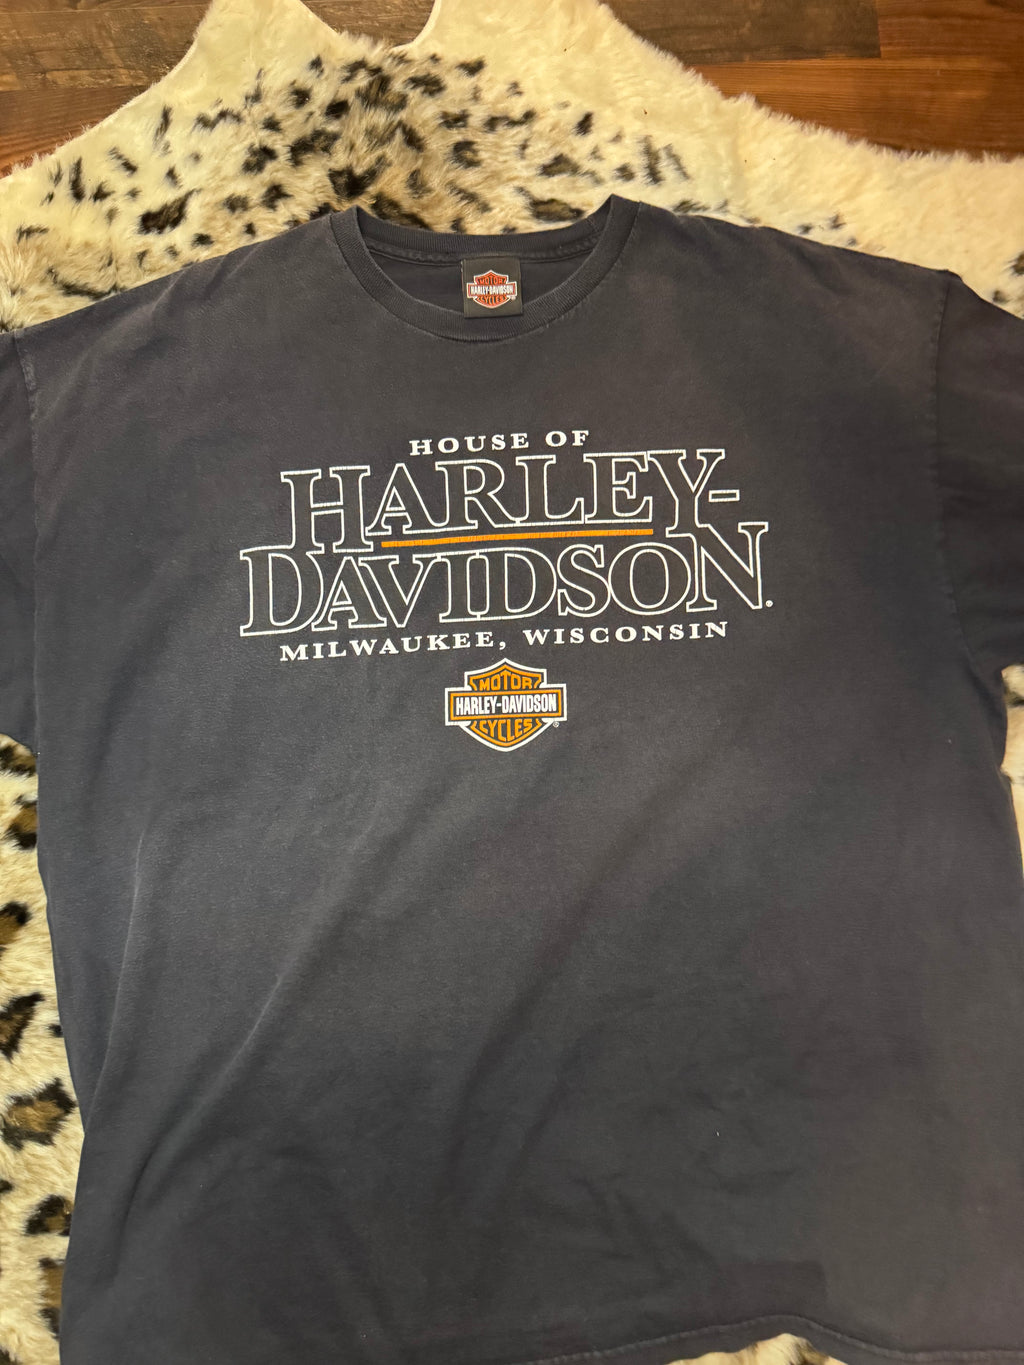 MOTOR
HARLEY-DAVIDSON
CYCLES
HOUSE OF
HARLEY-
DAVIDSON.
MILWAUKEE, WISCONSIN
MOTOR
HARLEY-DAVIDSON
CYCLES
®